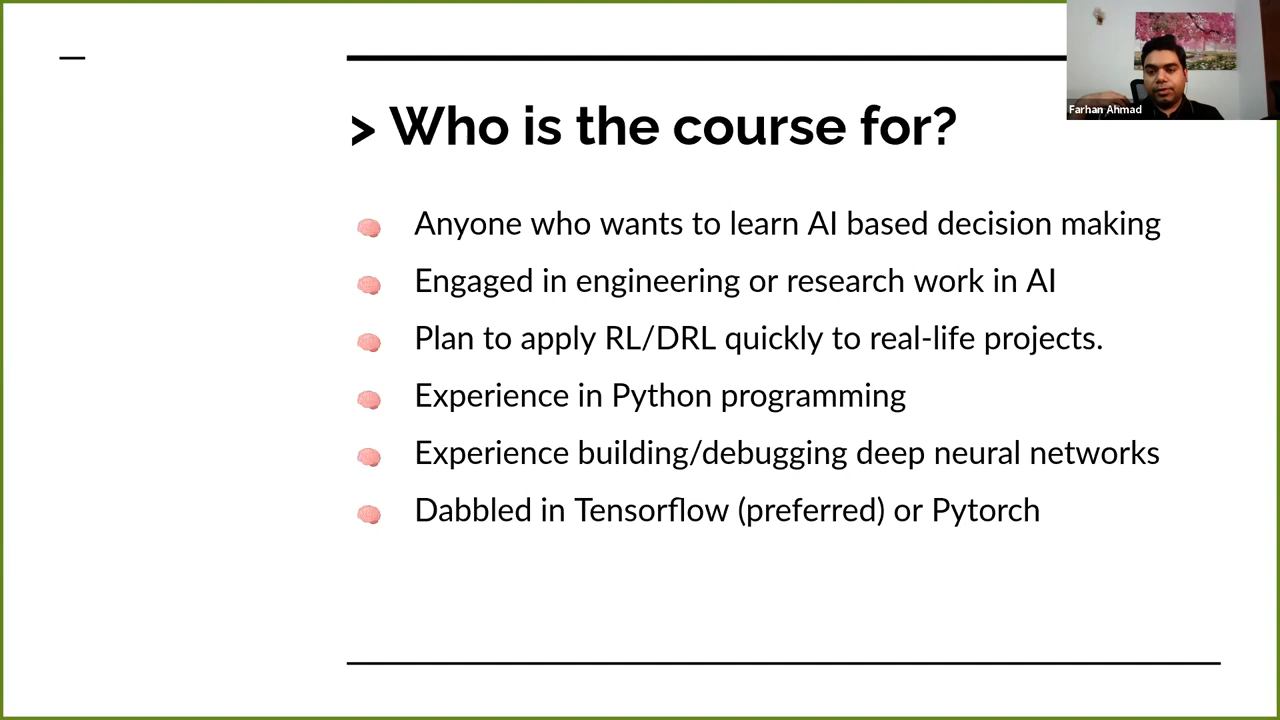 > Who is the course for?
Farhan Ahmad
Anyone who wants to learn AI based decision making
Engaged in engineering or research work in AI
Plan to apply RL/DRL quickly to real-life projects.
Experience in Python programming
Experience building/debugging deep neural networks
Dabbled in Tensorflow (preferred) or Pytorch